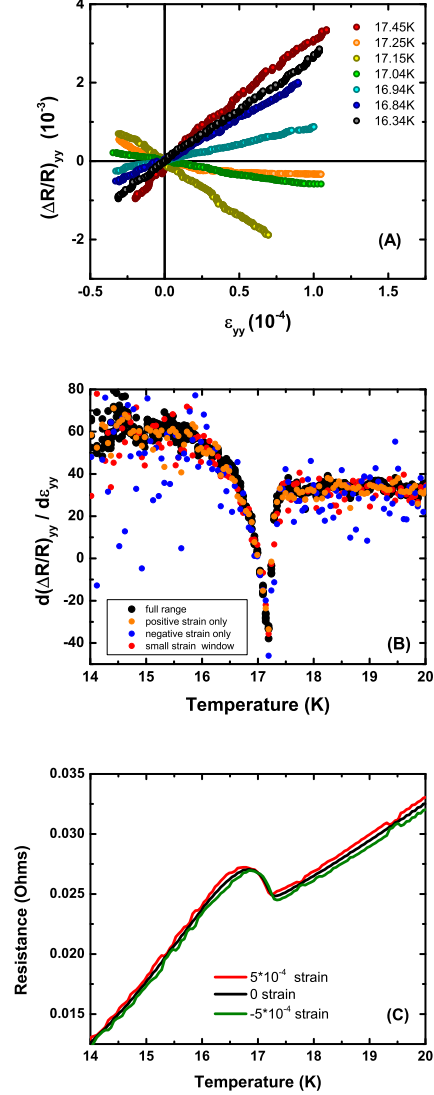 4
2
0
-2
(ΔR/R)yy (10^-3)
17.45K
17.25K
17.15K
17.04K
16.94K
16.84K
16.34K
(A)
-0.5 0.0 0.5 1.0 1.5
εyy (10^-4)
80
60
40
20
0
-20
-40
d(ΔR/R)yy / dεyy
full range
positive strain only
negative strain only
small strain window
(B)
14 15 16 17 18 19 20
Temperature (K)
0.035
0.030
0.025
0.020
0.015
Resistance (Ohms)
5*10^-4 strain
0 strain
-5*10^-4 strain
(C)
14 15 16 17 18 19 20
Temperature (K)